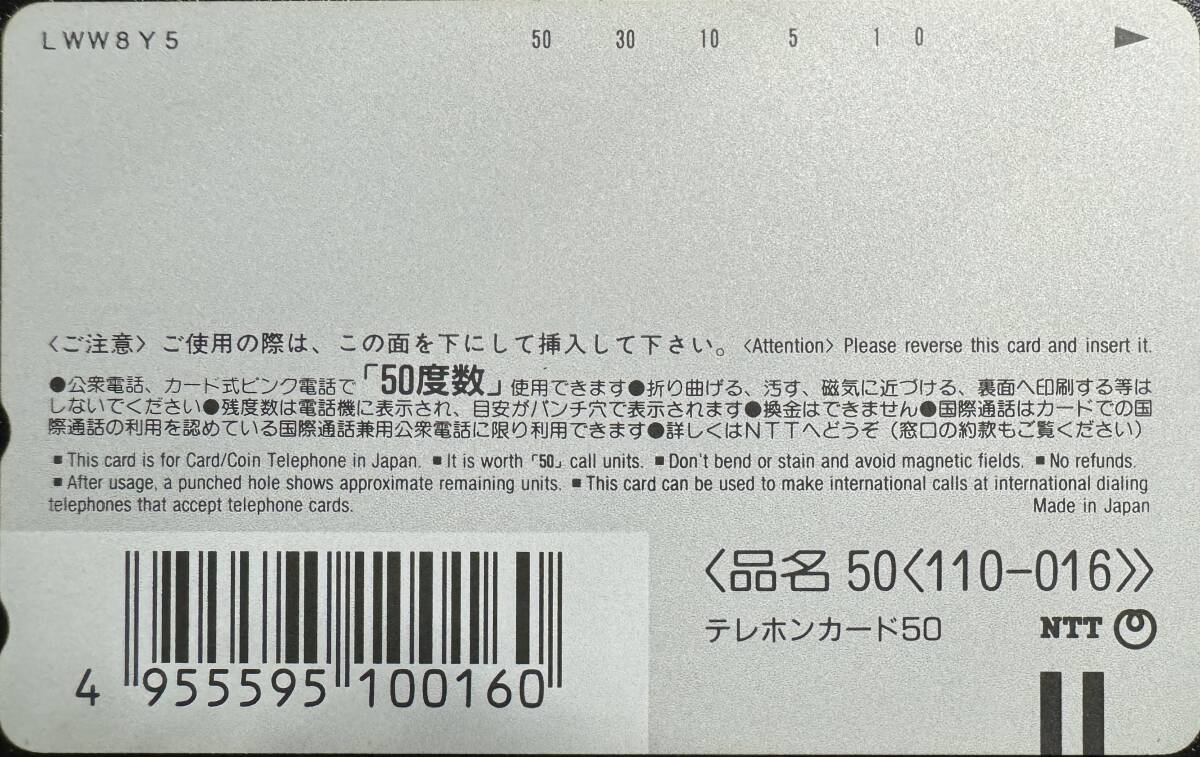 LWW8Y5 50 30 10 5 1 0
〈ご注意〉ご使用の際は、この面を下にして挿入して下さい。〈Attention〉Please reverse this card and insert it.
●公衆電話、カード式ピンク電話で「50度数」使用できます●折り曲げる、汚す、磁気に近づける、裏面へ印刷する等は
しないでください●残度数は電話機に表示され、目安がパンチ穴で表示されます●換金はできません●国際通話はカードでの国
際通話の利用を認めている国際通話兼用公衆電話に限り利用できます●詳しくはNTTへどうぞ（窓口の約款もご覧ください）
■This card is for Card/Coin Telephone in Japan. ■It is worth「50」call units. ■Don't bend or stain and avoid magnetic fields. ■No refunds.
■After usage, a punched hole shows approximate remaining units. ■This card can be used to make international calls at international dialing
telephones that accept telephone cards. Made in Japan
〈品名 50〈110-016〉〉
テレホンカード50 NTT
4 955595 100160